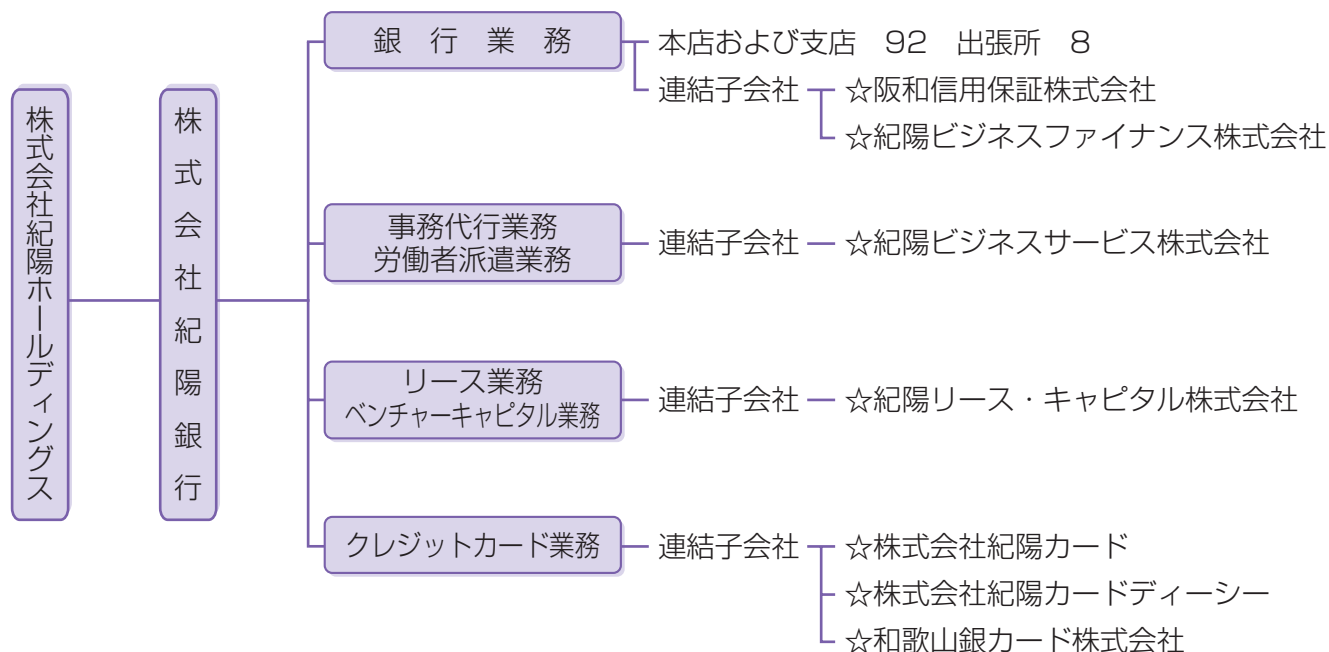 株式会社紀陽ホールディングス
株式会社紀陽銀行
銀行業務
本店および支店 92 出張所 8
連結子会社
☆阪和信用保証株式会社
☆紀陽ビジネスファイナンス株式会社
事務代行業務
労働者派遣業務
連結子会社
☆紀陽ビジネスサービス株式会社
リース業務
ベンチャーキャピタル業務
連結子会社
☆紀陽リース・キャピタル株式会社
クレジットカード業務
連結子会社
☆株式会社紀陽カード
☆株式会社紀陽カードディーシー
☆和歌山銀カード株式会社